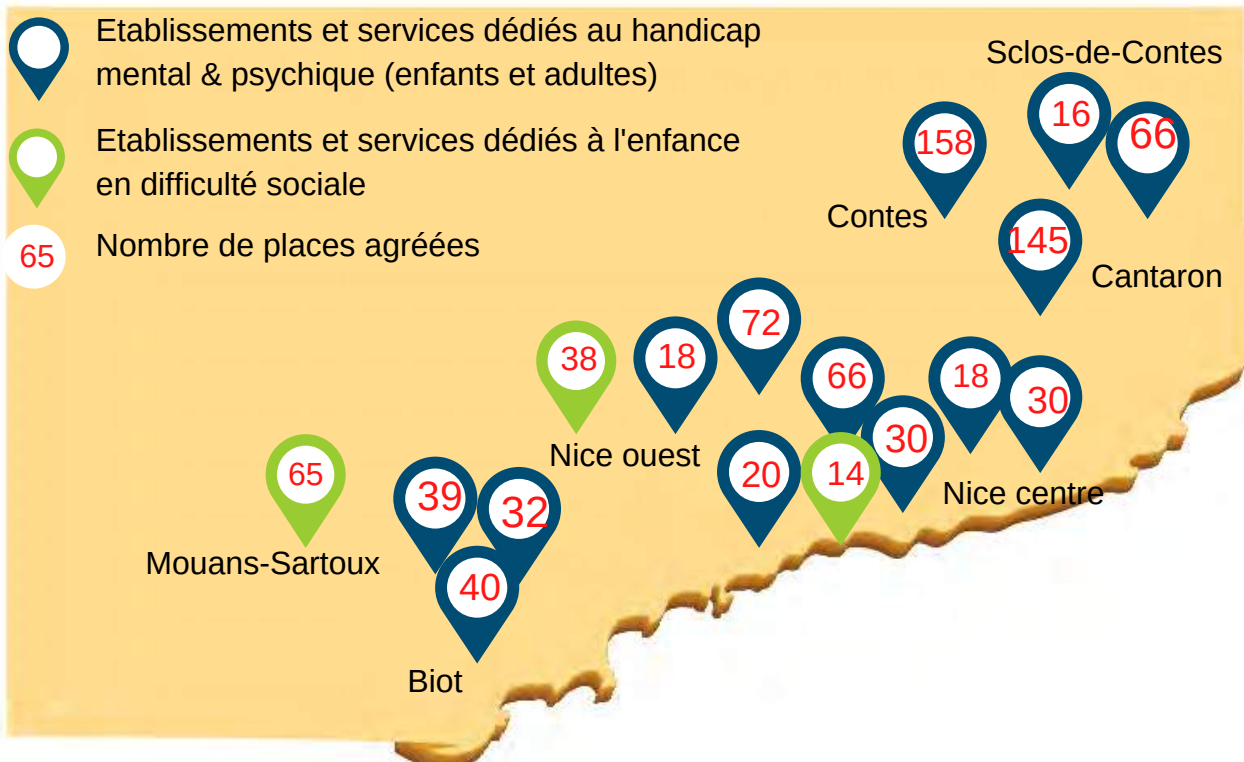 Etablissements et services dédiés au handicap
mental & psychique (enfants et adultes)
Etablissements et services dédiés à l'enfance
en difficulté sociale
65
Nombre de places agréées
Sclos-de-Contes
16
66
158
Contes
145
Cantaron
72
38
18
66
18
30
Nice ouest
30
20
14
Nice centre
65
39
32
Mouans-Sartoux
40
Biot